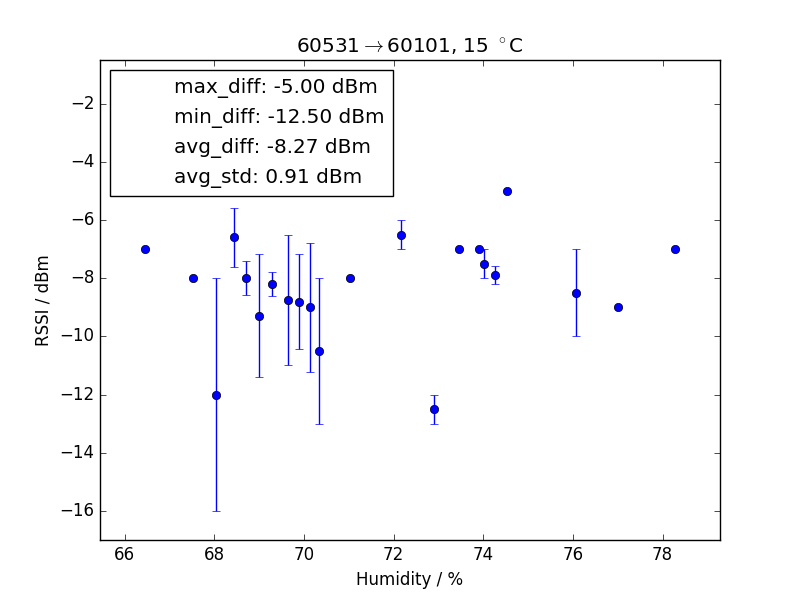 60531→60101, 15 °C
max_diff: -5.00 dBm
min_diff: -12.50 dBm
avg_diff: -8.27 dBm
avg_std: 0.91 dBm
RSSI / dBm
−2
−4
−6
−8
−10
−12
−14
−16
66 68 70 72 74 76 78
Humidity / %